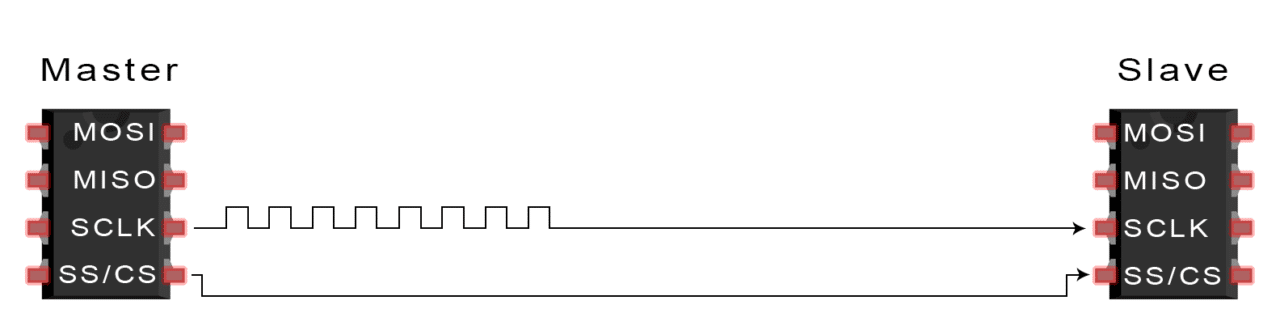 Master
Slave
MOSI
MISO
SCLK
SS/CS
MOSI
MISO
SCLK
SS/CS